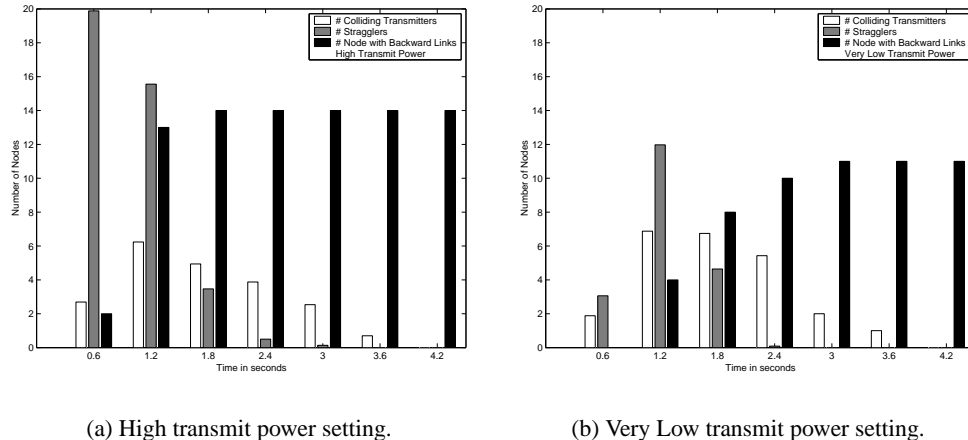 20
18
16
14
12
10
8
6
4
2
0
Number of Nodes
# Colliding Transmitters
# Stragglers
# Node with Backward Links
High Transmit Power
0.6 1.2 1.8 2.4 3 3.6 4.2
Time in seconds
(a) High transmit power setting.
20
18
16
14
12
10
8
6
4
2
0
Number of Nodes
# Colliding Transmitters
# Stragglers
# Node with Backward Links
Very Low Transmit Power
0.6 1.2 1.8 2.4 3 3.6 4.2
Time in seconds
(b) Very Low transmit power setting.